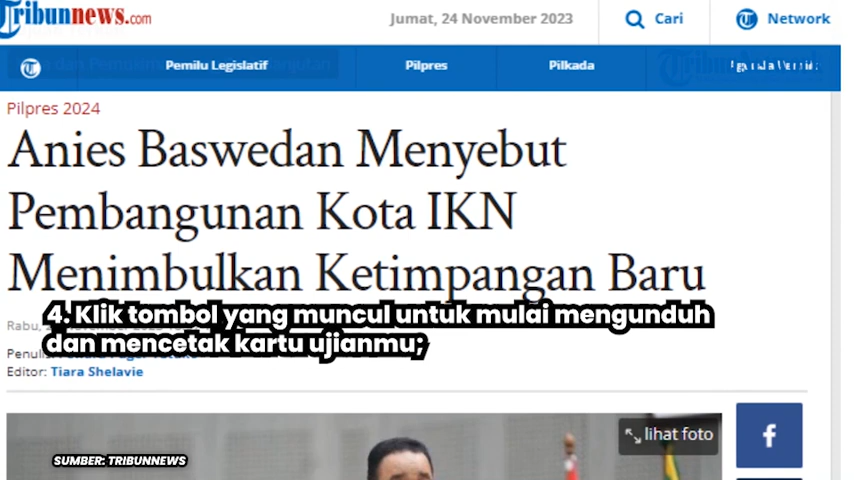 Tribunnews.com
Jumat, 24 November 2023
Cari
Network
Pemilu Legislatif
Pilpres
Pilkada
Pilpres 2024
Anies Baswedan Menyebut
Pembangunan Kota IKN
Menimbulkan Ketimpangan Baru
4. Klik tombol yang muncul untuk mulai mengunduh
dan mencetak kartu ujianmu;
Rabu,
Penulis
Editor: Tiara Shelavie
lihat foto
SUMBER: TRIBUNNEWS